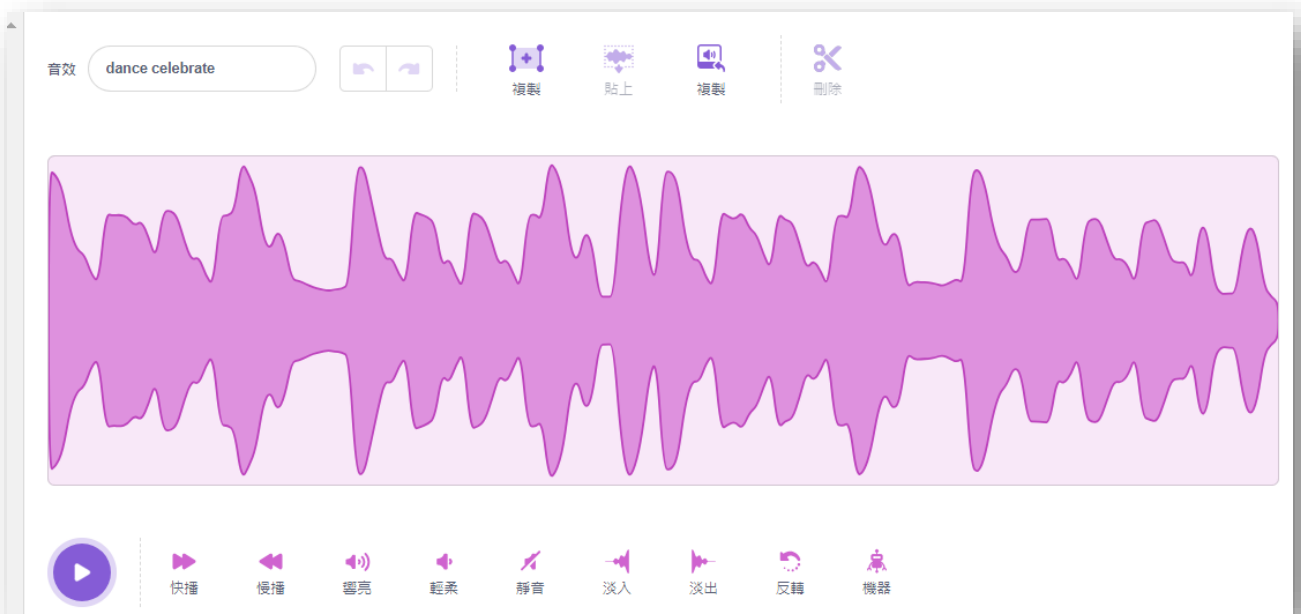 音效
dance celebrate
複製
貼上
複製
刪除
快播
慢播
響亮
輕柔
靜音
淡入
淡出
反轉
機器